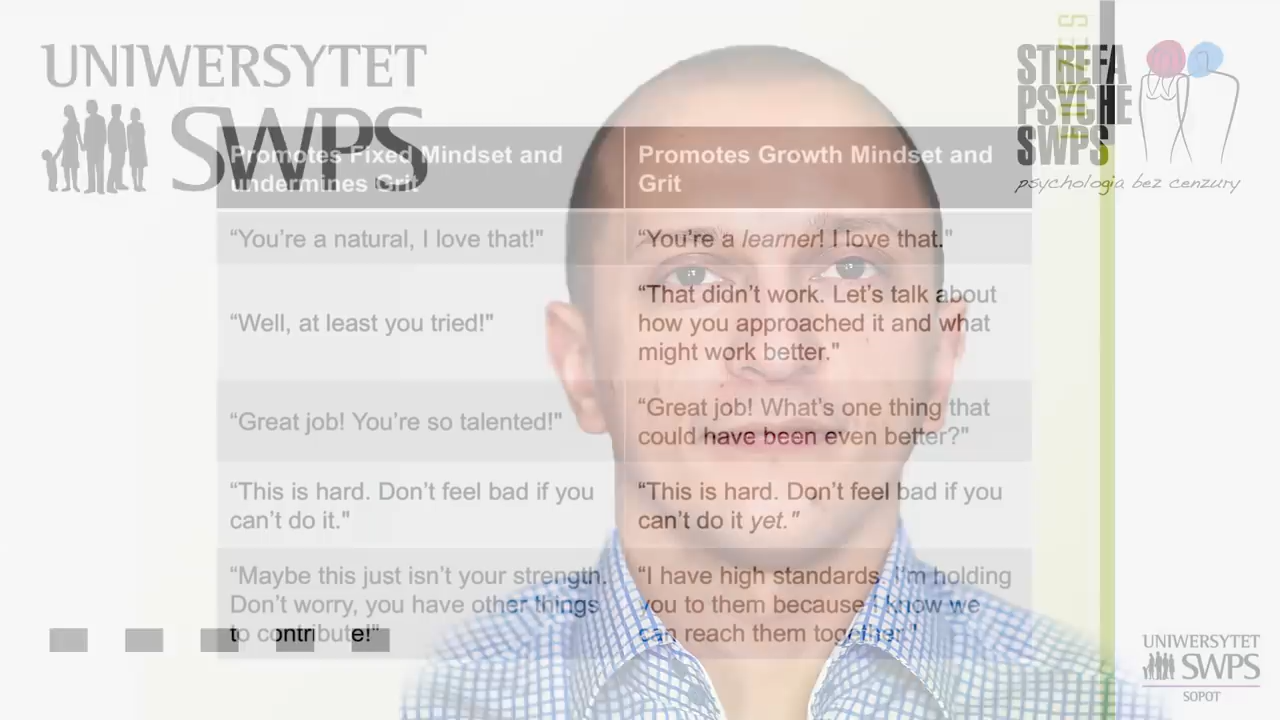 UNIWERSYTET
SWPS
STREFA
PSYCHE
SWPS
psychologia bez cenzury
Promotes Fixed Mindset and
undermines Grit
Promotes Growth Mindset and
Grit
“You’re a natural, I love that!"
“You’re a learner! I love that."
“Well, at least you tried!"
“That didn’t work. Let’s talk about
how you approached it and what
might work better."
“Great job! You’re so talented!"
“Great job! What’s one thing that
could have been even better?"
“This is hard. Don’t feel bad if you
can’t do it."
“This is hard. Don’t feel bad if you
can’t do it yet."
“Maybe this just isn’t your strength.
Don’t worry, you have other things
to contribute!"
“I have high standards. I’m holding
you to them because I know we
can reach them together."
UNIWERSYTET
SWPS
SOPOT